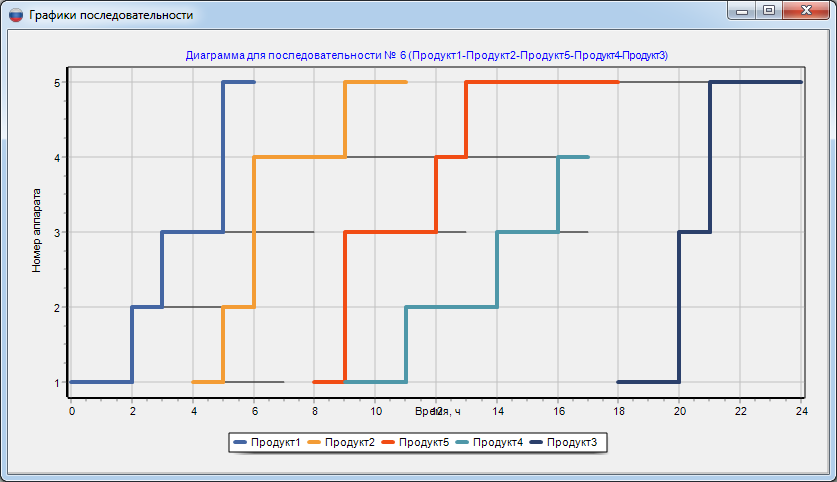 Графики последовательности
Диаграмма для последовательности № 6 (Продукт1-Продукт2-Продукт5-Продукт4-Продукт3)
Номер аппарата
5
4
3
2
1
0 2 4 6 8 10 12 14 16 18 20 22 24
Время, ч
Продукт1 Продукт2 Продукт5 Продукт4 Продукт3